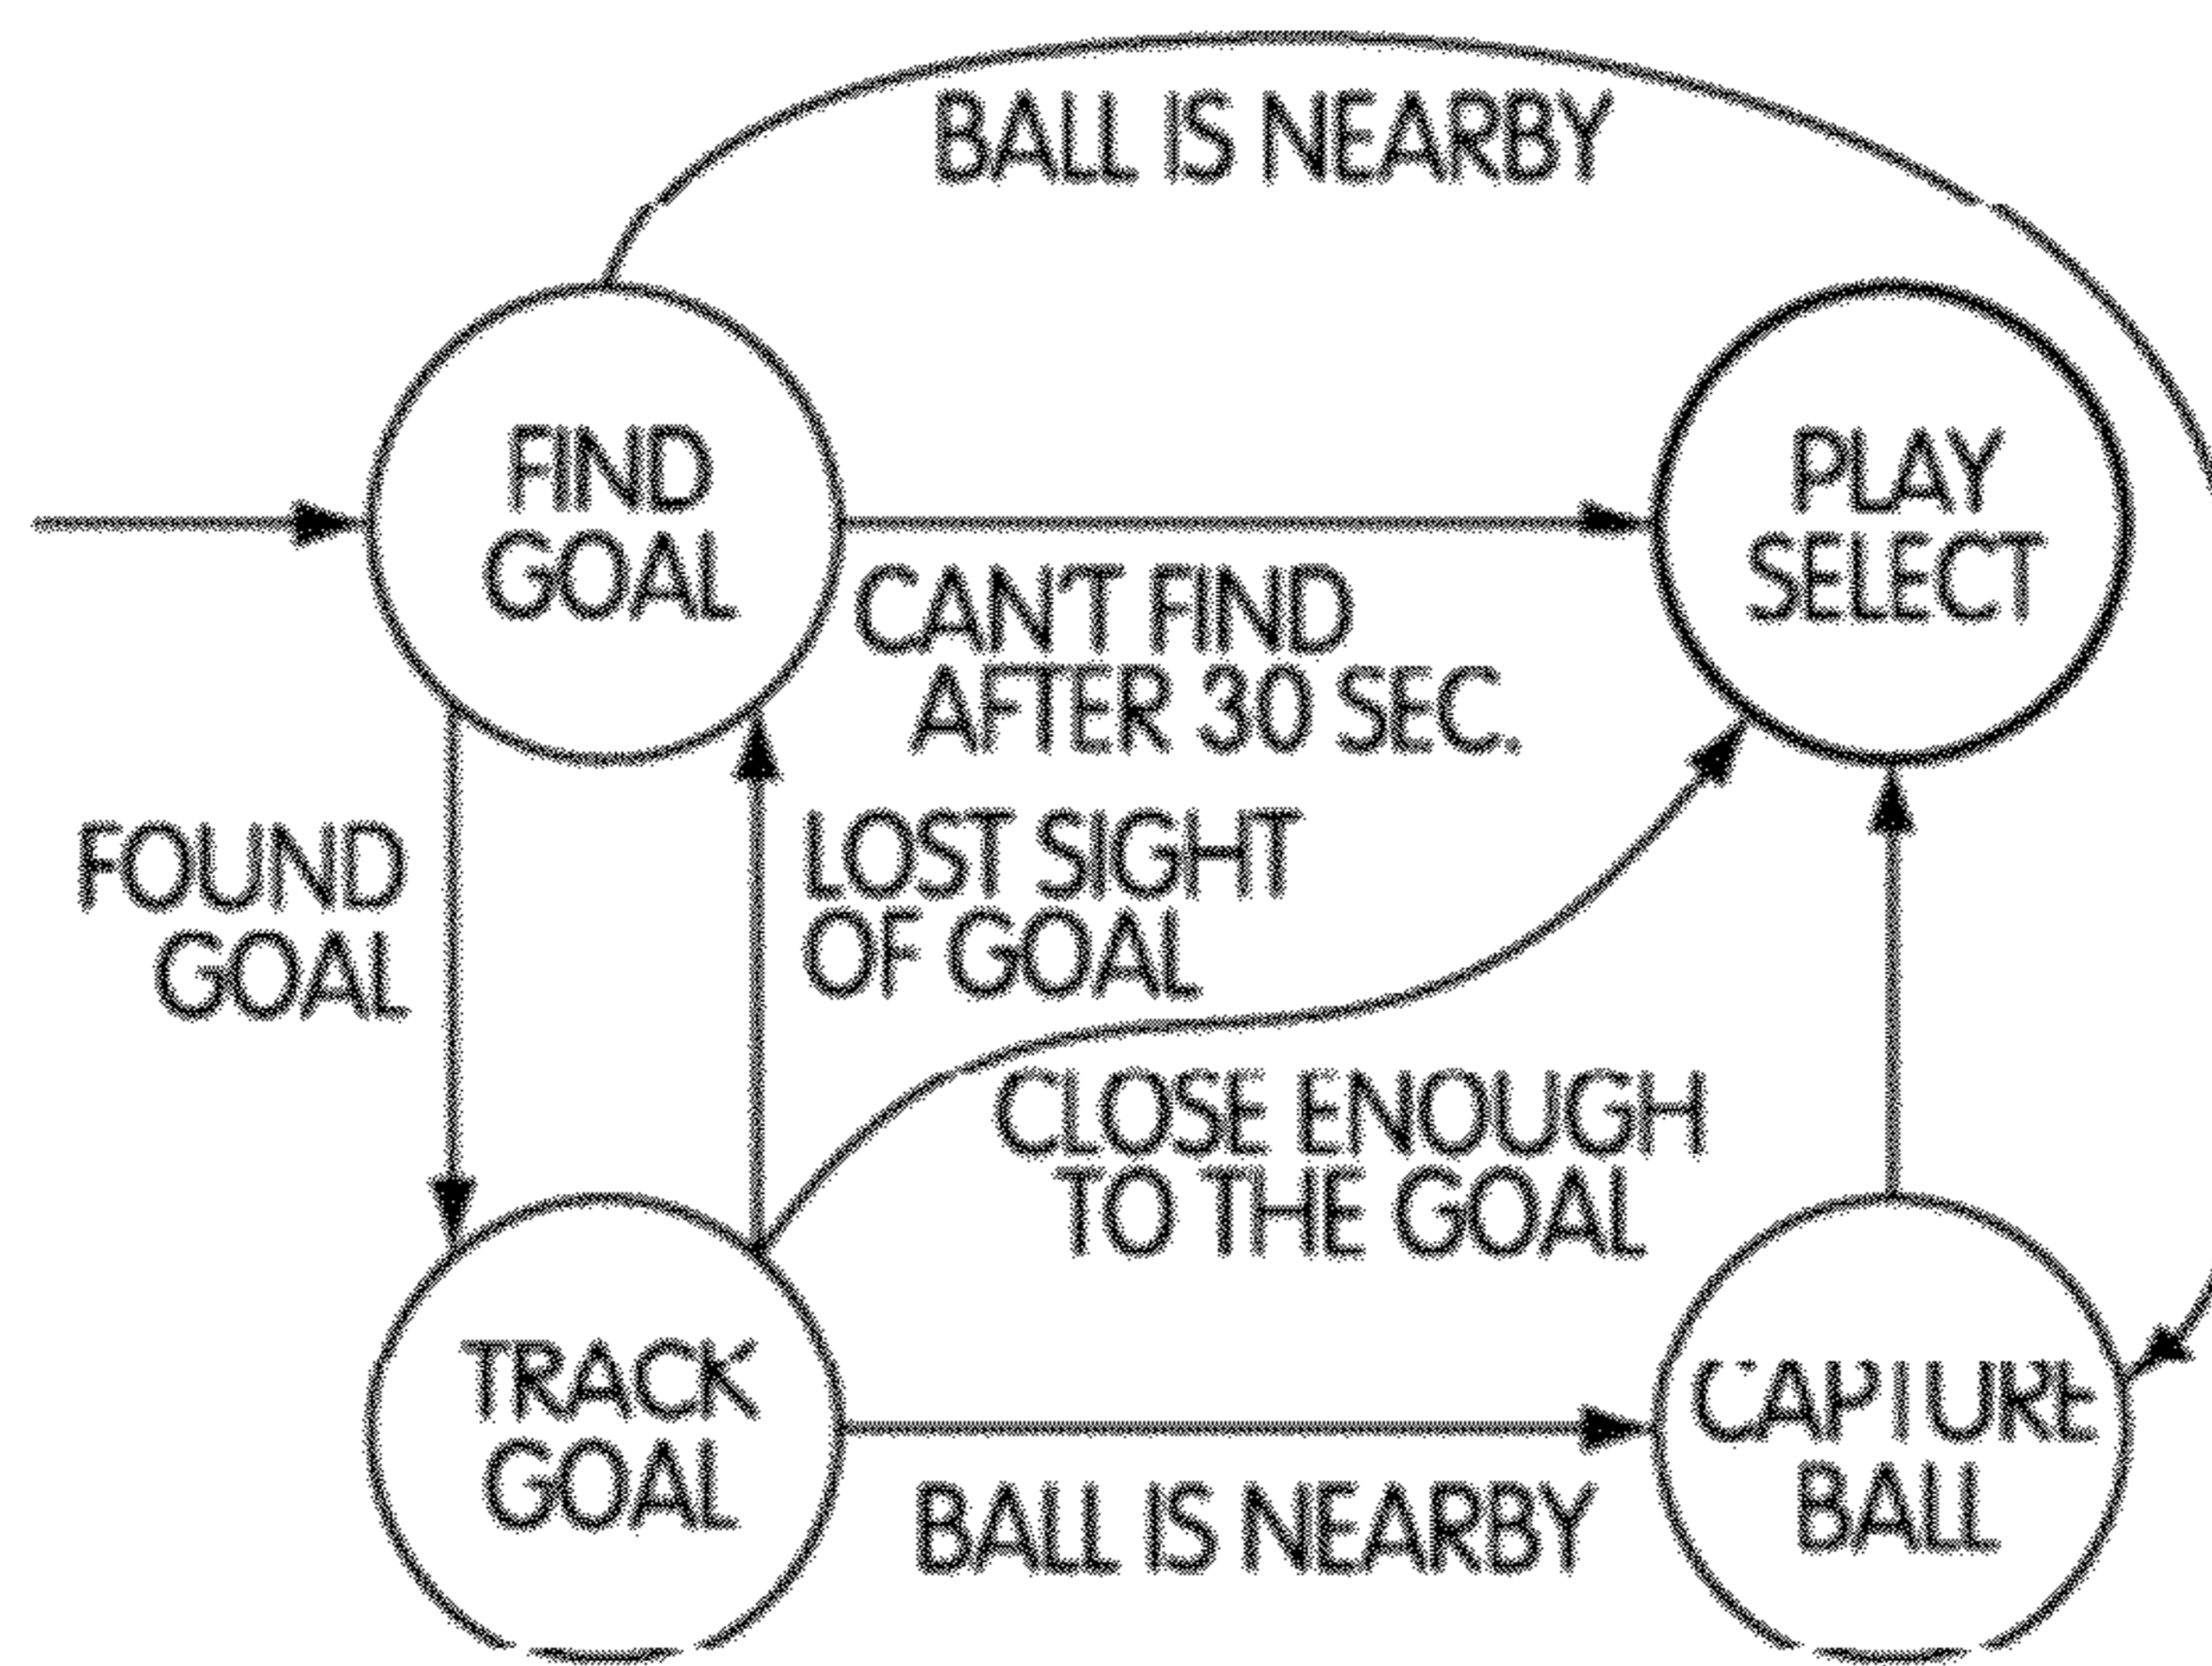 BALL IS NEARBY
FIND
GOAL
PLAY
SELECT
CAN'T FIND
AFTER 30 SEC.
FOUND
GOAL
LOST SIGHT
OF GOAL
CLOSE ENOUGH
TO THE GOAL
TRACK
GOAL
CAPTURE
BALL
BALL IS NEARBY